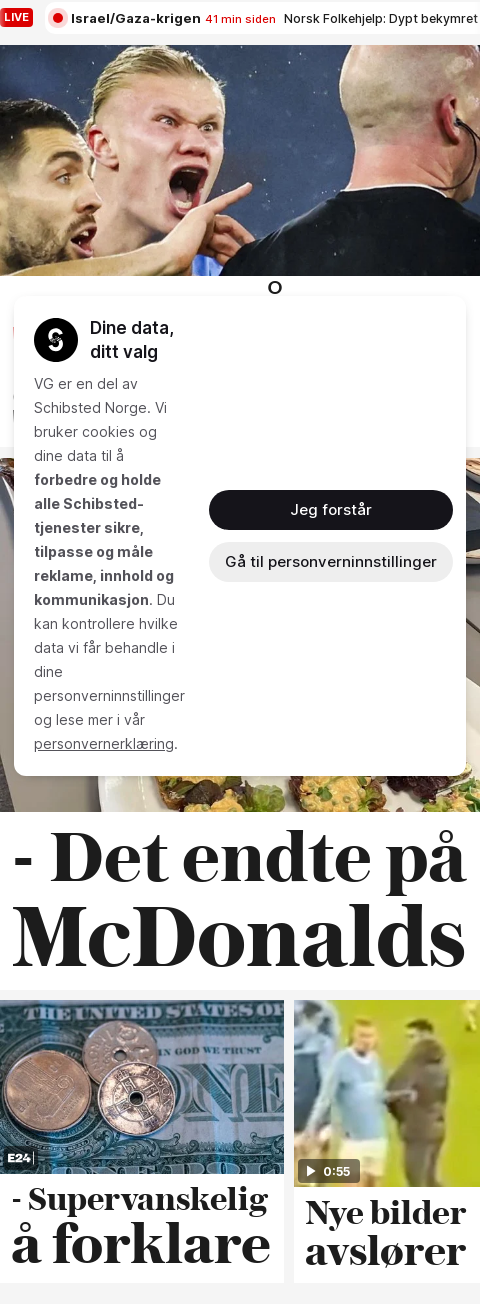 LIVE Israel/Gaza-krigen 41 min siden Norsk Folkehjelp: Dypt bekymret
Dine data,
ditt valg
VG er en del av
Schibsted Norge. Vi
bruker cookies og
dine data til å
forbedre og holde
alle Schibsted-
tjenester sikre,
tilpasse og måle
reklame, innhold og
kommunikasjon. Du
kan kontrollere hvilke
data vi får behandle i
dine
personverninnstillinger
og lese mer i vår
personvernerklæring.
Jeg forstår
Gå til personverninnstillinger
- Det endte på
McDonalds
THE UNITED STATES
IN GOD WE TRUST
E24
- Supervanskelig
å forklare
0:55
Nye bilder
avslører